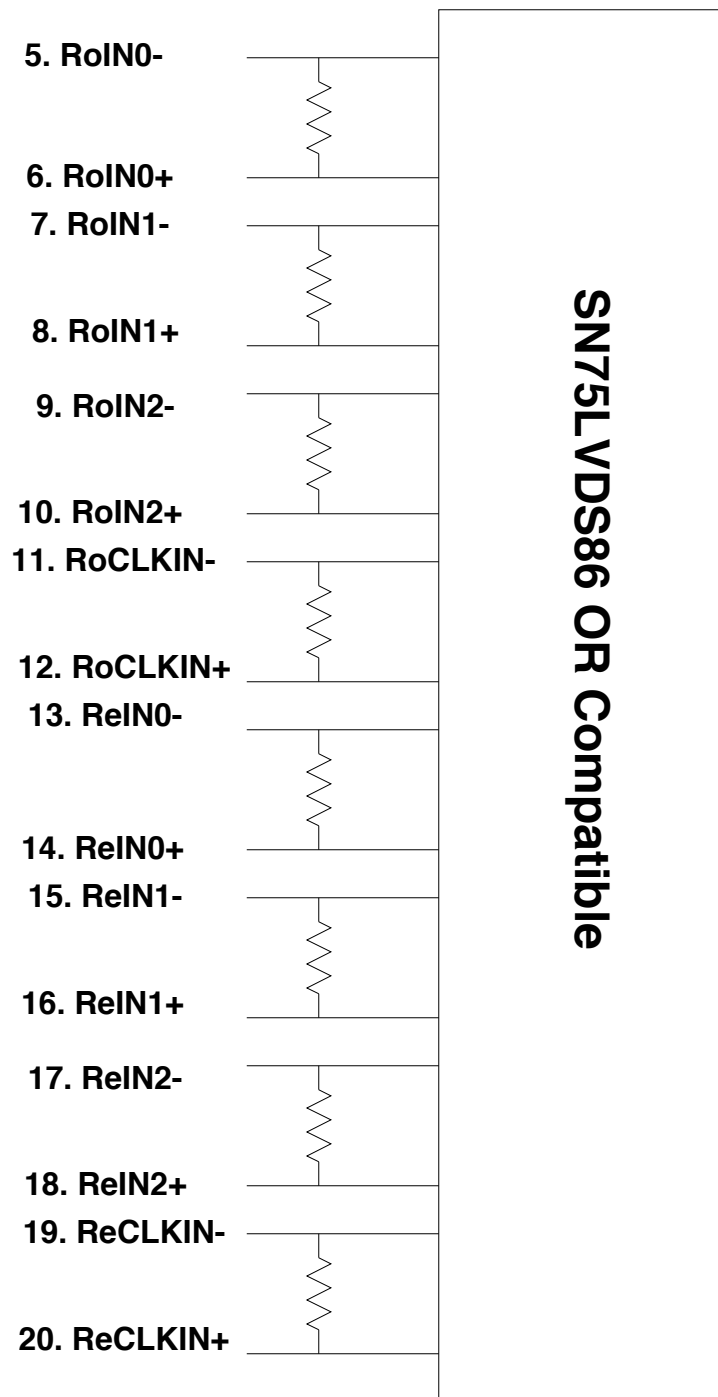 5. RoIN0-
6. RoIN0+
7. RoIN1-
8. RoIN1+
9. RoIN2-
10. RoIN2+
11. RoCLKIN-
12. RoCLKIN+
13. ReIN0-
14. ReIN0+
15. ReIN1-
16. ReIN1+
17. ReIN2-
18. ReIN2+
19. ReCLKIN-
20. ReCLKIN+
SN75LVDS86 OR Compatible